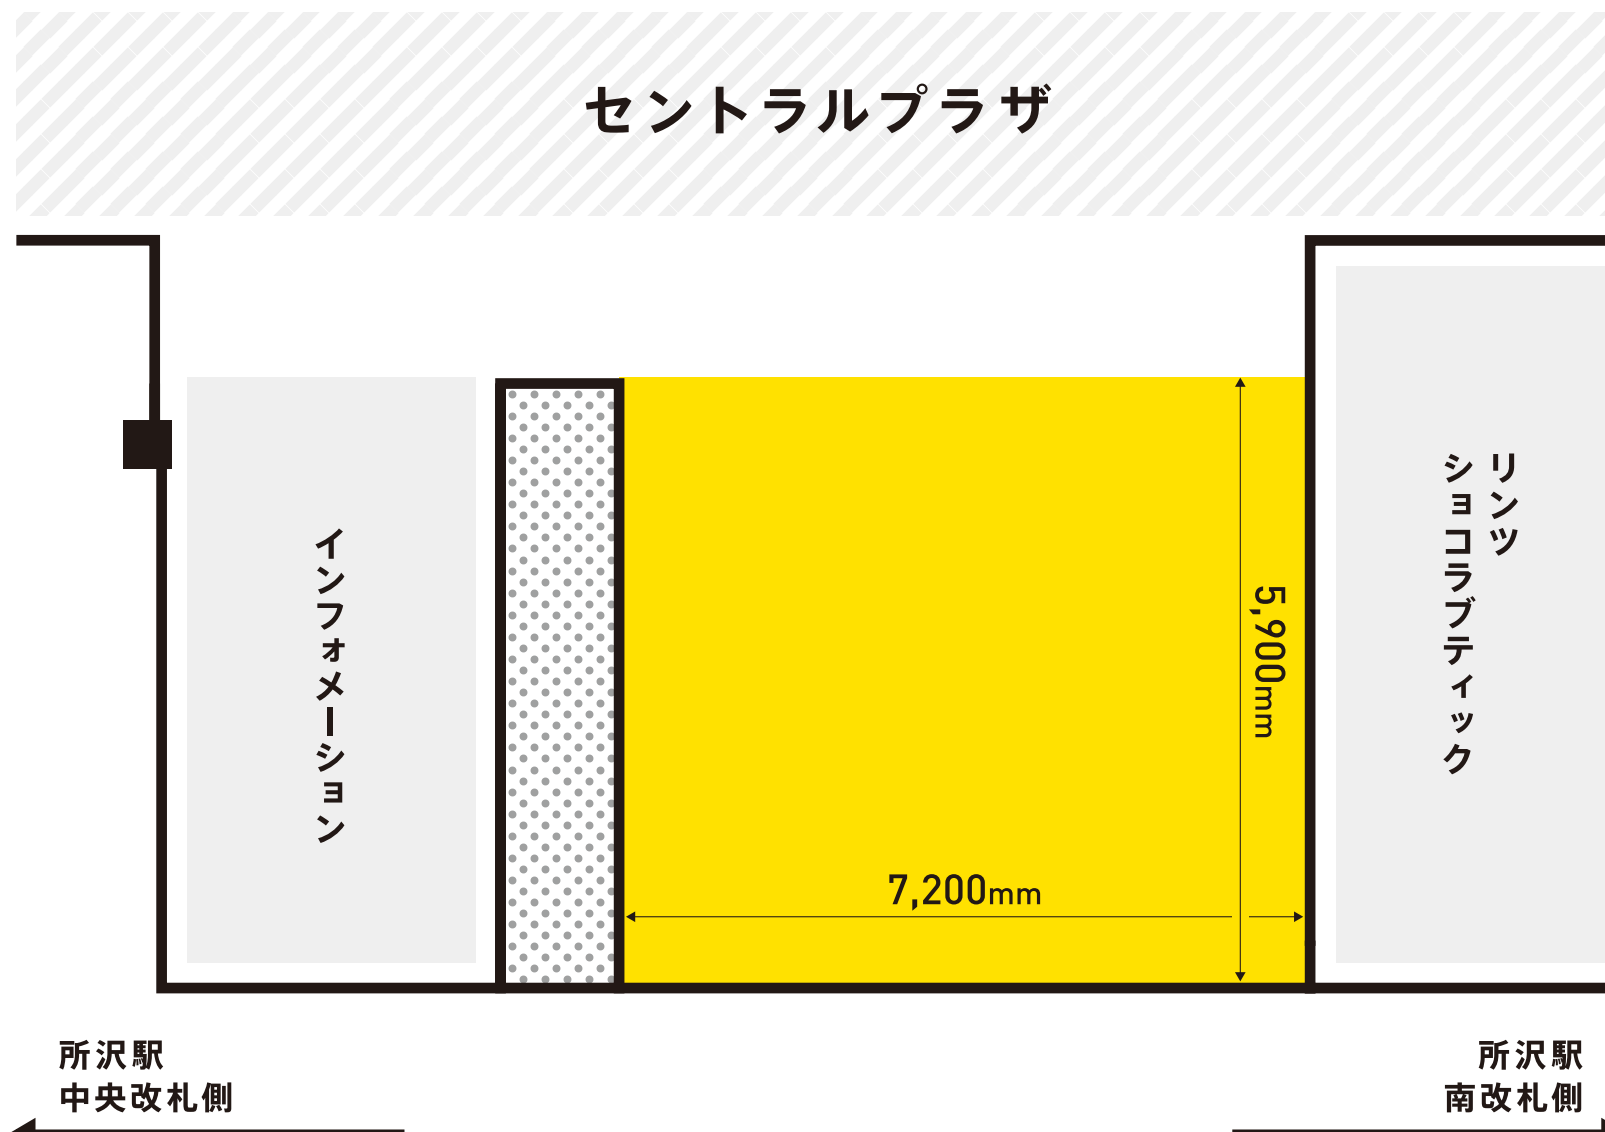 セントラルプラザ
インフォメーション
7,200mm
5,900mm
リンツ
ショコラブティック
所沢駅
中央改札側
所沢駅
南改札側